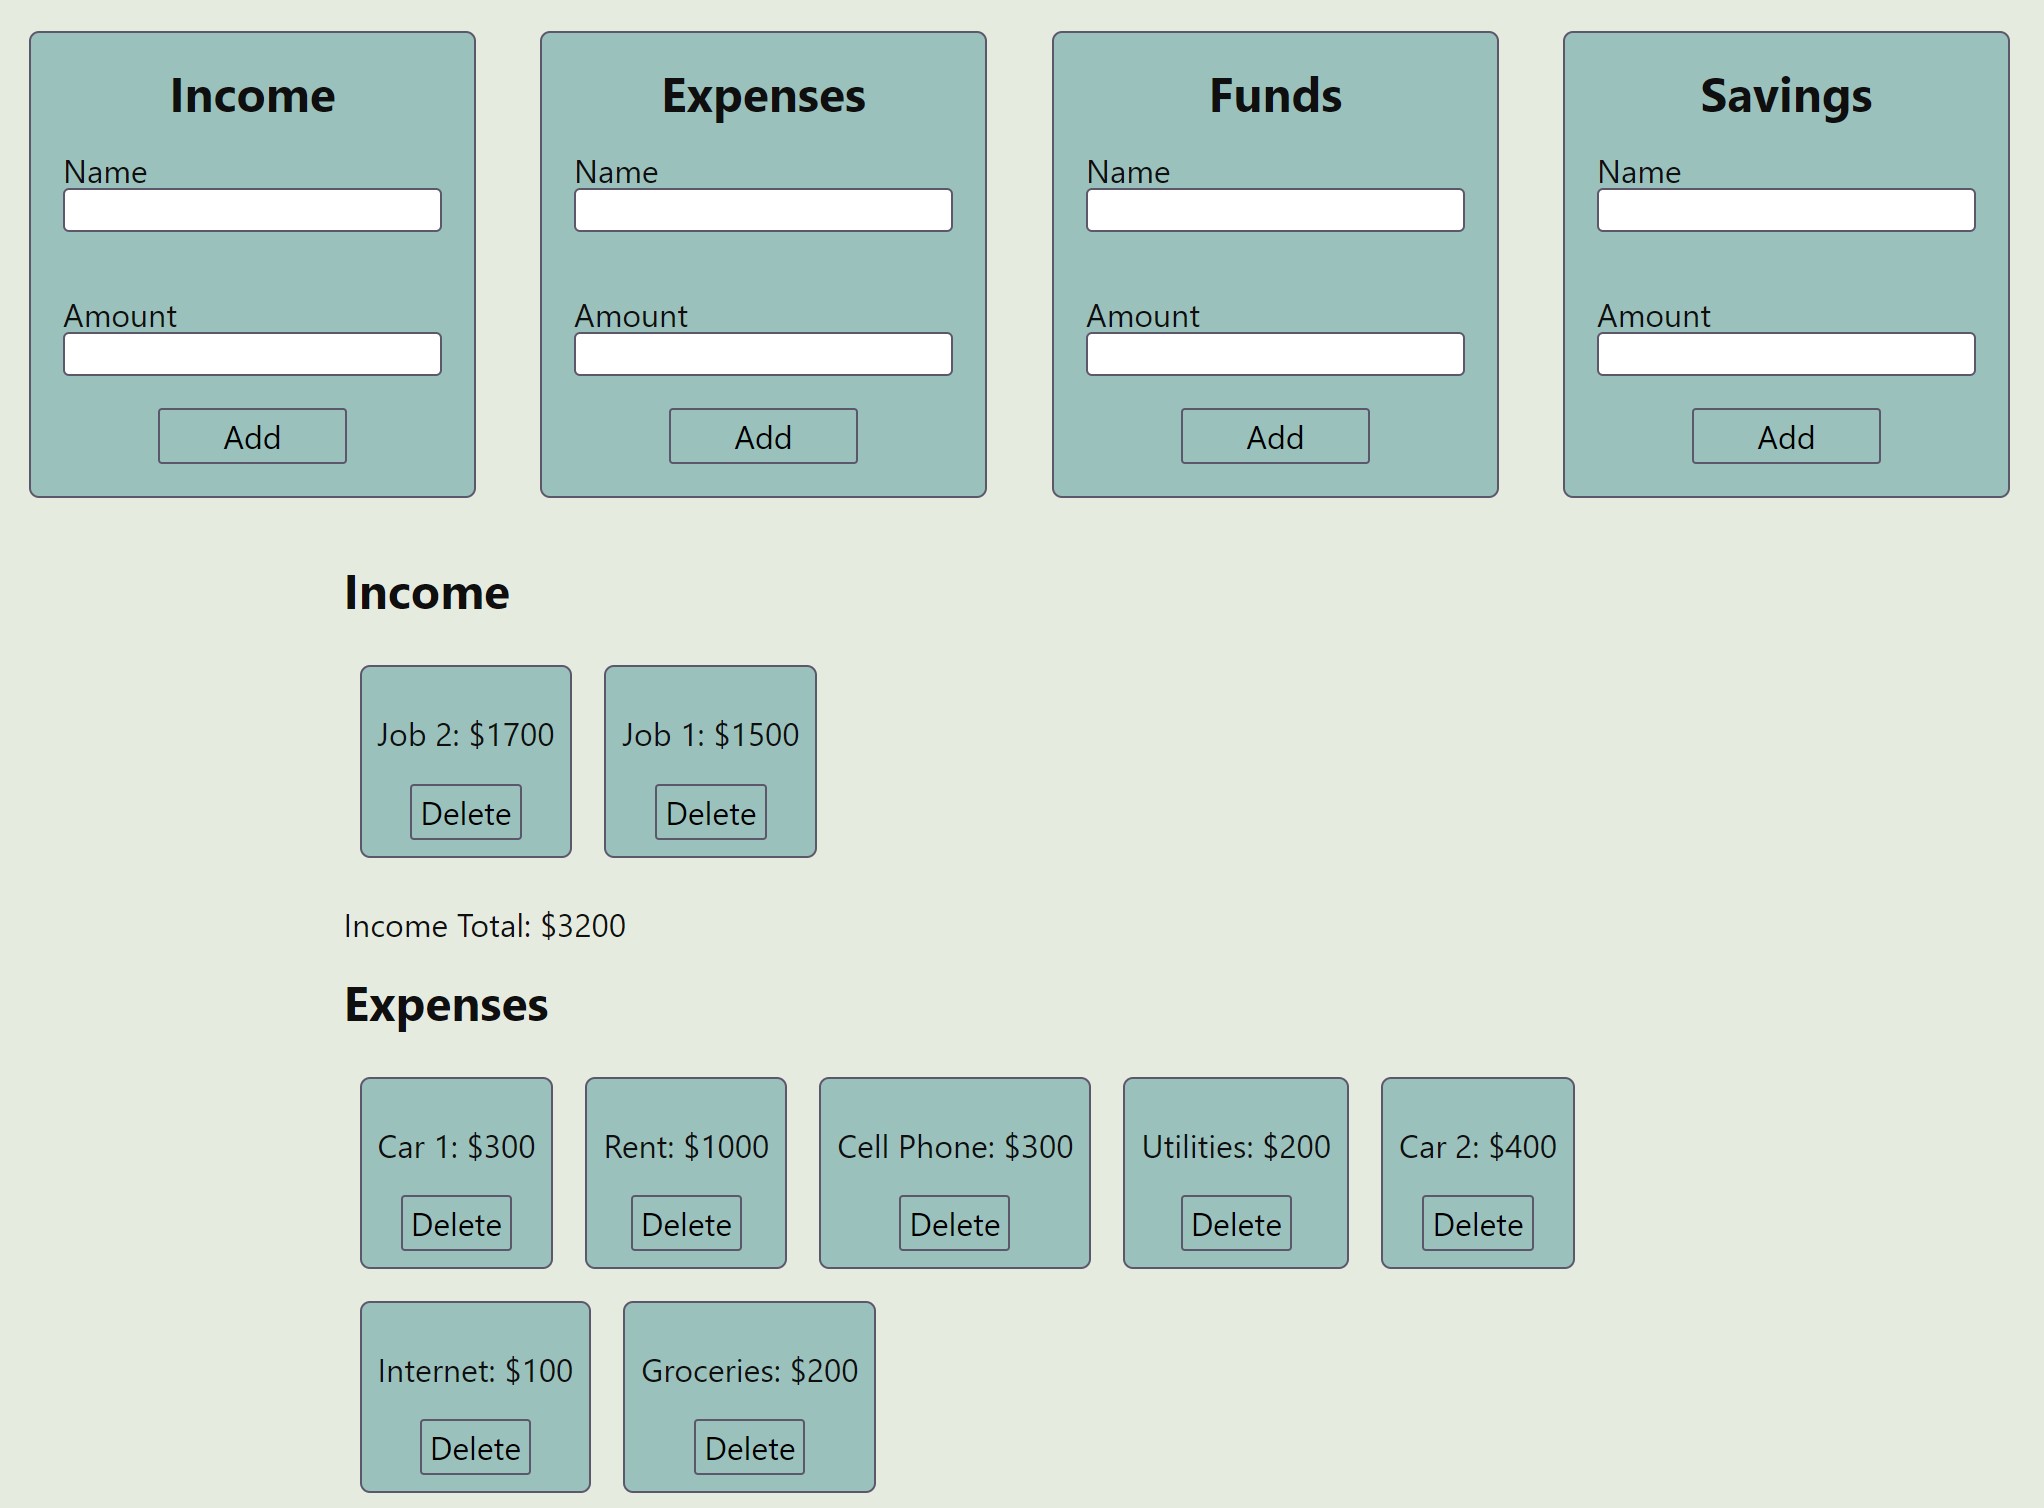 Income
Name
Amount
Add
Expenses
Name
Amount
Add
Funds
Name
Amount
Add
Savings
Name
Amount
Add
Income
Job 2: $1700
Delete
Job 1: $1500
Delete
Income Total: $3200
Expenses
Car 1: $300
Delete
Rent: $1000
Delete
Cell Phone: $300
Delete
Utilities: $200
Delete
Car 2: $400
Delete
Internet: $100
Delete
Groceries: $200
Delete